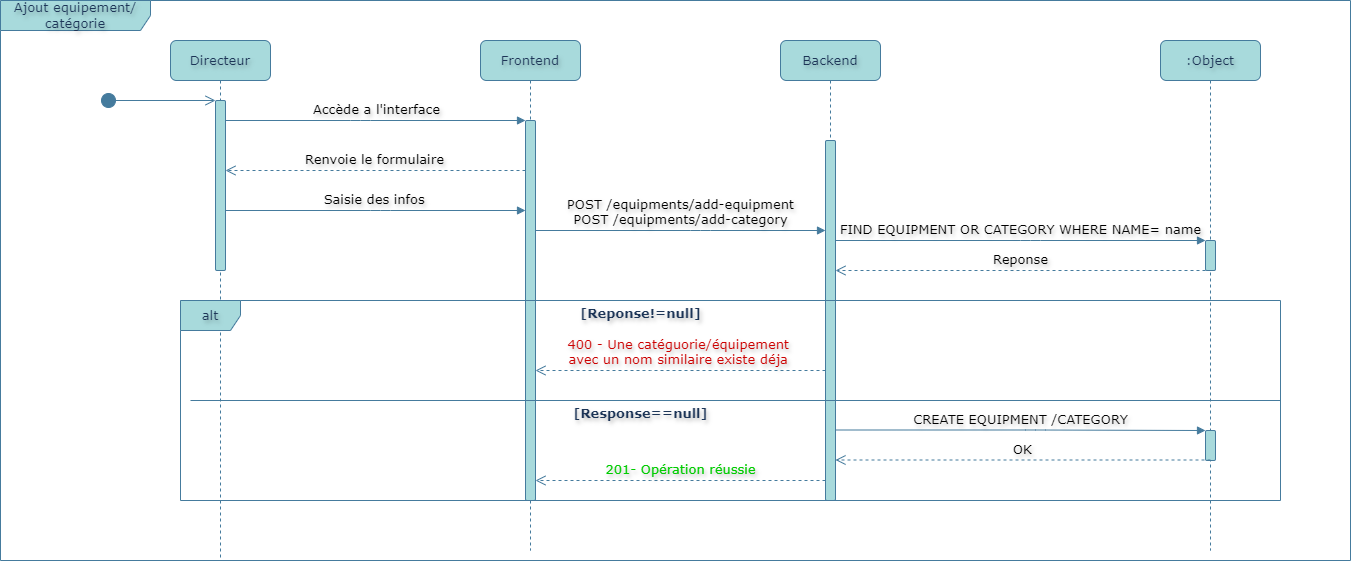 Ajout equipement/
catégorie
Directeur
Frontend
Backend
:Object
Accède a l'interface
Renvoie le formulaire
Saisie des infos
POST /equipments/add-equipment
POST /equipments/add-category
FIND EQUIPMENT OR CATEGORY WHERE NAME= name
Reponse
alt
[Reponse!=null]
400 - Une catéguorie/équipement
avec un nom similaire existe déja
[Response==null]
CREATE EQUIPMENT /CATEGORY
OK
201- Opération réussie